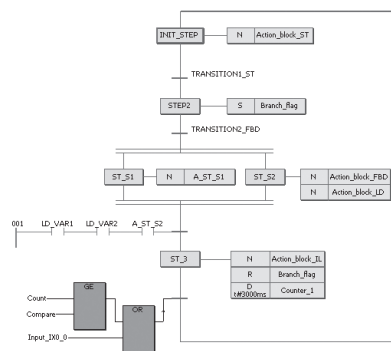 INIT_STEP N Action_block_ST
TRANSITION1_ST
STEP2 S Branch_flag
TRANSITION2_FBD
ST_S1 N A_ST_S1 ST_S2 N Action_block_FBD
N Action_block_LD
001 LD_VAR1 LD_VAR2 A_ST_S2
ST_3 N Action_block_IL
R Branch_flag
D t#3000ms Counter_1
GE
Count
Compare
OR
Input_IX0_0